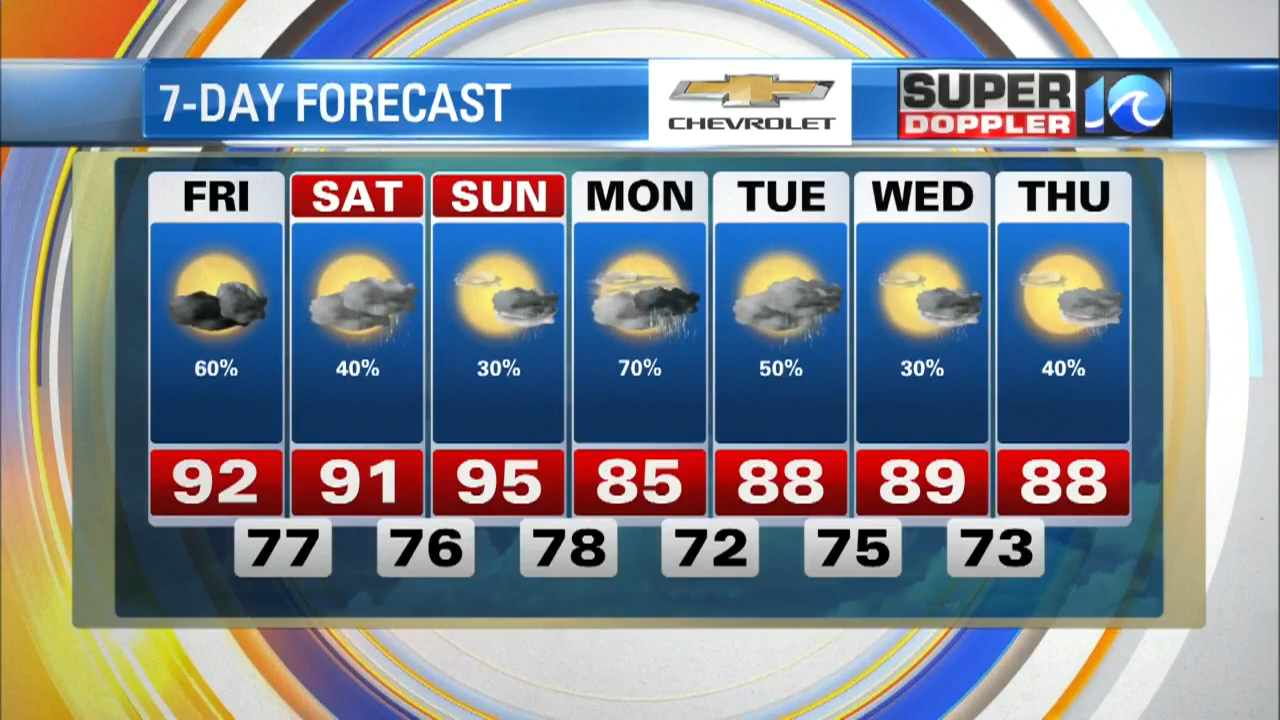 7-DAY FORECAST
CHEVROLET
SUPER
DOPPLER
10
FRI SAT SUN MON TUE WED THU
60% 40% 30% 70% 50% 30% 40%
92 91 95 85 88 89 88
77 76 78 72 75 73